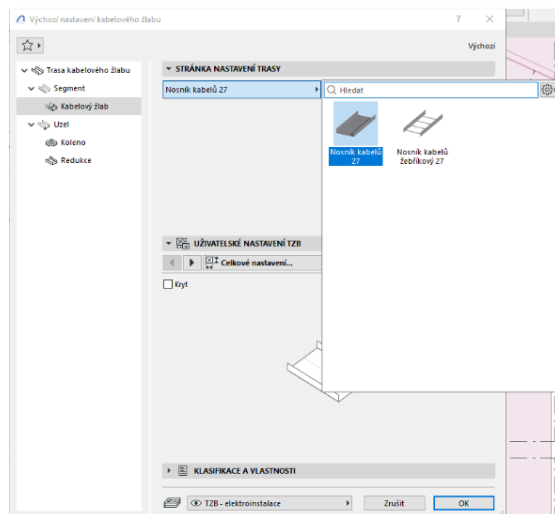 Výchozí nastavení kabelového žlabu
?
Výchozí
Trasa kabelového žlabu
Segment
Kabelový žlab
Uzel
Koleno
Redukce
STRÁNKA NASTAVENÍ TRASY
Nosník kabelů 27
Hledat
Nosník kabelů
27
Nosník kabelů
žebříkový 27
UŽIVATELSKÉ NASTAVENÍ TZB
Celkové nastavení...
Kryt
KLASIFIKACE A VLASTNOSTI
TZB - elektroinstalace
Zrušit
OK